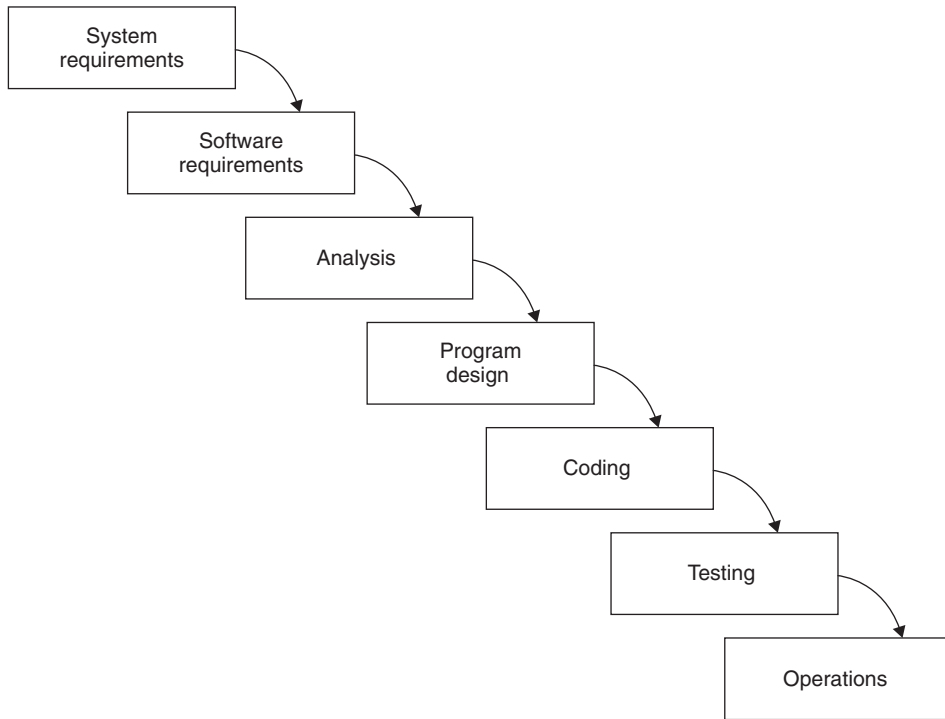 System
requirements
Software
requirements
Analysis
Program
design
Coding
Testing
Operations